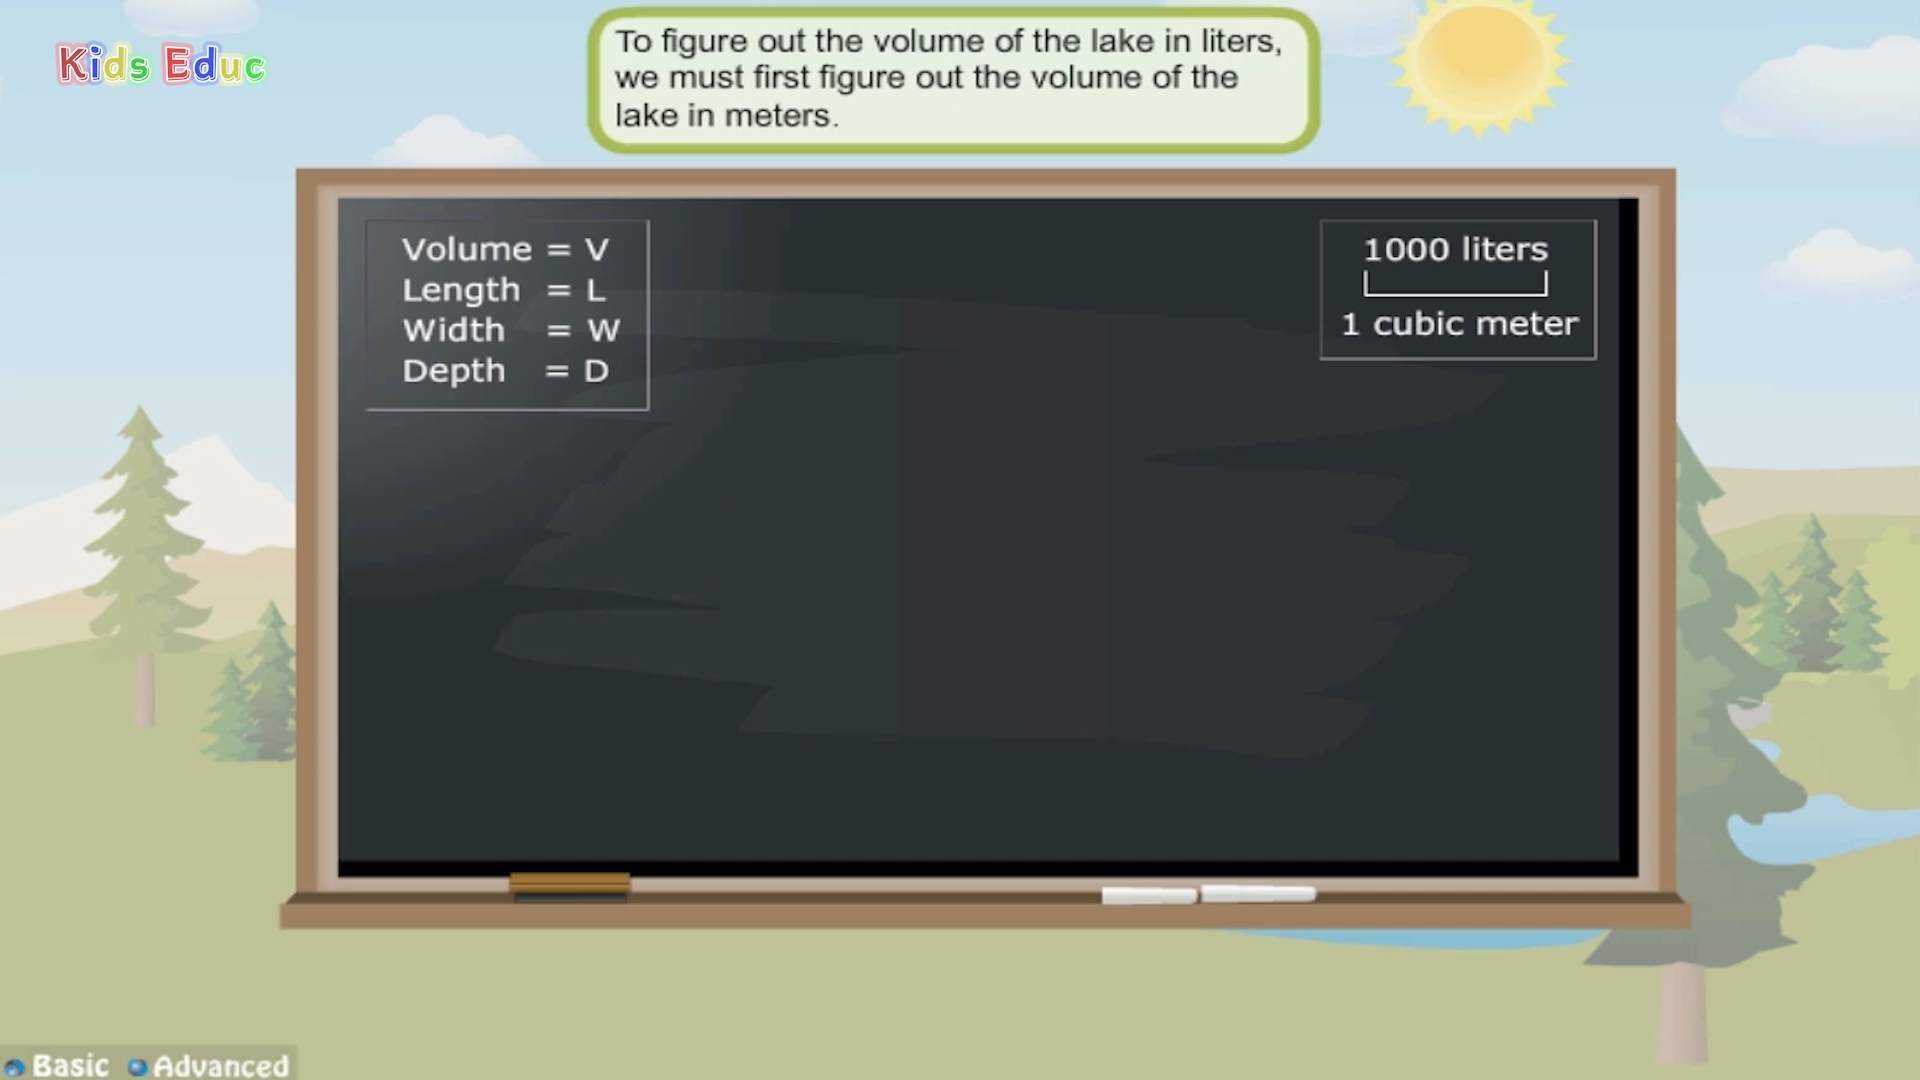 Kids Educ
To figure out the volume of the lake in liters,
we must first figure out the volume of the
lake in meters.
Volume = V
Length = L
Width = W
Depth = D
1000 liters
1 cubic meter
Basic Advanced